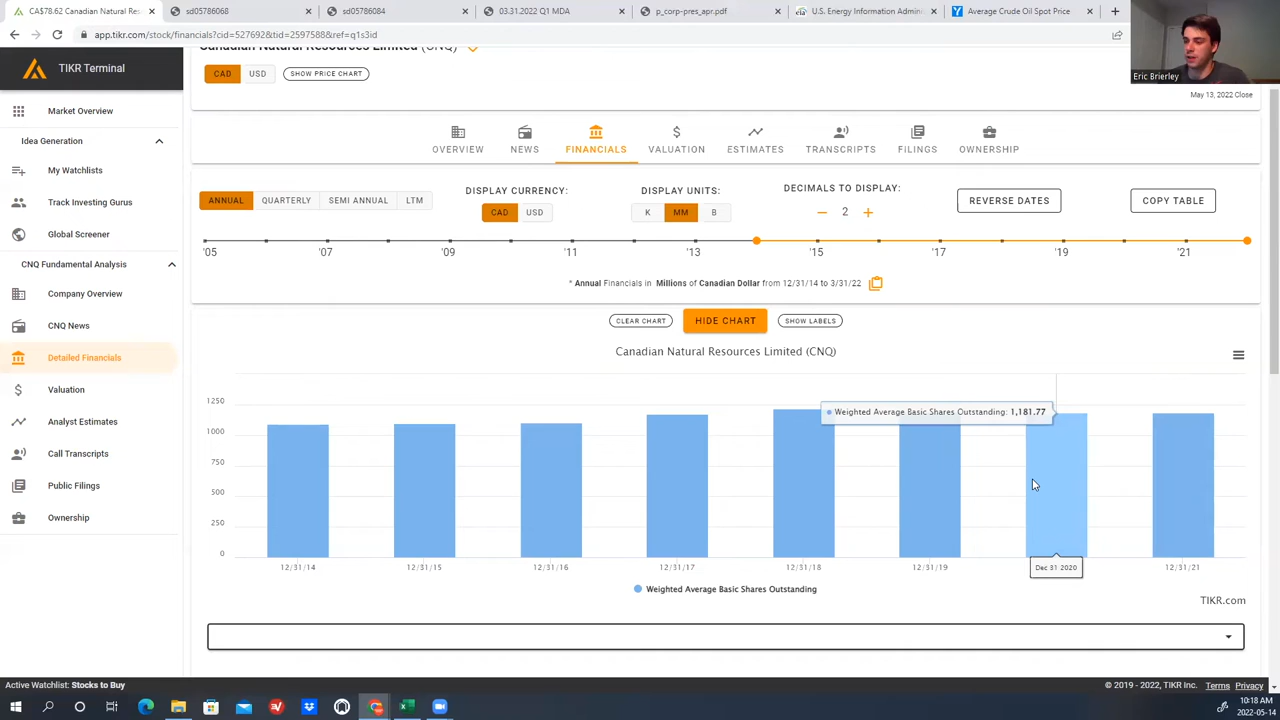 CA$78.62 Canadian Natural Res
sd05786068
sd05786084
03.31.2022 Q1 MDA
p_corp-pres_apr.pdf
U.S. Energy Information Admin
Average Crude Oil Spot Price
app.tikr.com/stock/financials?cid=527692&tid=2597588&ref=q1s3id
Eric Brierley
TIKR Terminal
Canadian Natural Resources Limited (CNQ)
CAD USD SHOW PRICE CHART
May 13, 2022 Close
Market Overview
Idea Generation
My Watchlists
Track Investing Gurus
Global Screener
CNQ Fundamental Analysis
Company Overview
CNQ News
Detailed Financials
Valuation
Analyst Estimates
Call Transcripts
Public Filings
Ownership
OVERVIEW NEWS FINANCIALS VALUATION ESTIMATES TRANSCRIPTS FILINGS OWNERSHIP
ANNUAL QUARTERLY SEMI ANNUAL LTM
DISPLAY CURRENCY:
CAD USD
DISPLAY UNITS:
K MM B
DECIMALS TO DISPLAY:
2
REVERSE DATES
COPY TABLE
'05 '07 '09 '11 '13 '15 '17 '19 '21
* Annual Financials in Millions of Canadian Dollar from 12/31/14 to 3/31/22
CLEAR CHART HIDE CHART SHOW LABELS
Canadian Natural Resources Limited (CNQ)
1250
1000
750
500
250
0
Weighted Average Basic Shares Outstanding: 1,181.77
12/31/14 12/31/15 12/31/16 12/31/17 12/31/18 12/31/19 Dec 31 2020 12/31/21
Weighted Average Basic Shares Outstanding
TIKR.com
Active Watchlist: Stocks to Buy
© 2019 - 2022, TIKR Inc. Terms Privacy
10:18 AM
2022-05-14